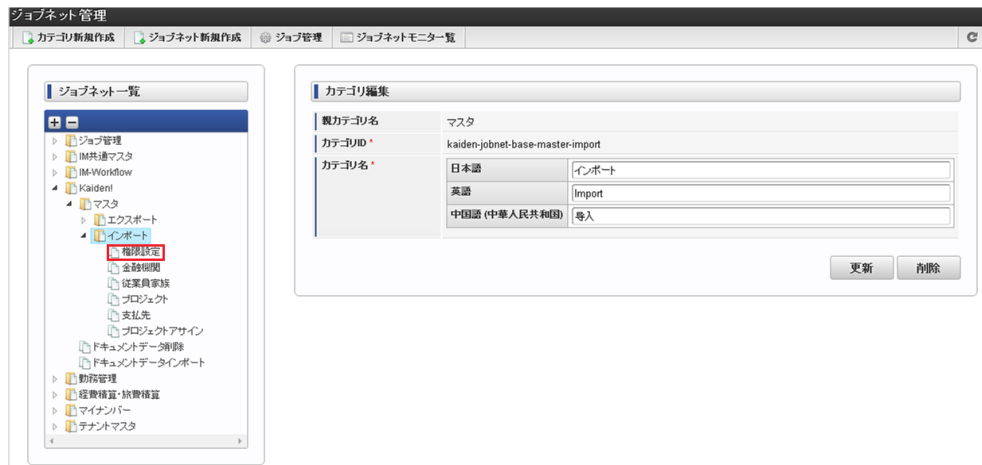 ジョブネット管理
カテゴリ新規作成 ジョブネット新規作成 ジョブ管理 ジョブネットモニタ一覧
ジョブネット一覧
ジョブ管理
IM共通マスタ
IM-Workflow
Kaiden!
マスタ
エクスポート
インポート
権限設定
金融機関
従業員家族
プロジェクト
支払先
プロジェクトアサイン
ドキュメントデータ削除
ドキュメントデータインポート
勤務管理
経費積算・旅費積算
マイナンバー
テナントマスタ
カテゴリ編集
親カテゴリ名 マスタ
カテゴリID * kaiden-jobnet-base-master-import
カテゴリ名 * 日本語 インポート
英語 Import
中国語 (中華人民共和国) 导入
更新 削除